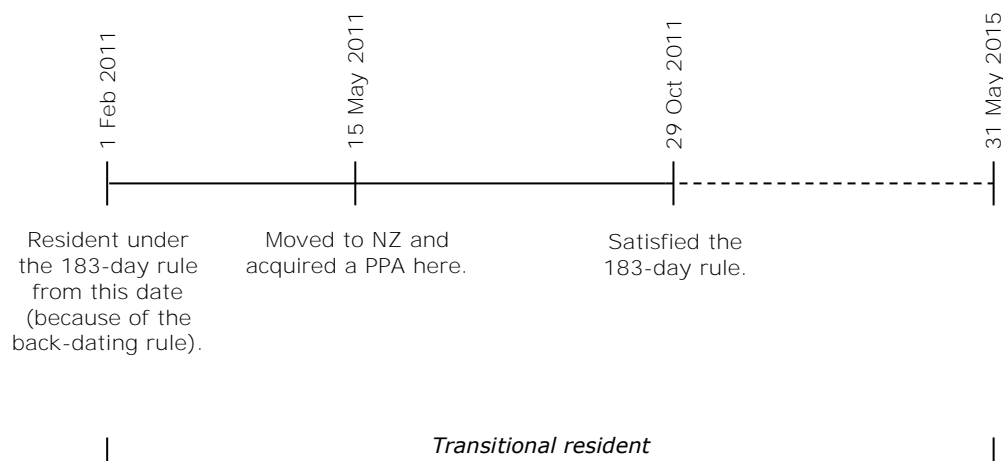 1 Feb 2011
15 May 2011
29 Oct 2011
31 May 2015
Resident under
the 183-day rule
from this date
(because of the
back-dating rule).
Moved to NZ and
acquired a PPA here.
Satisfied the
183-day rule.
Transitional resident